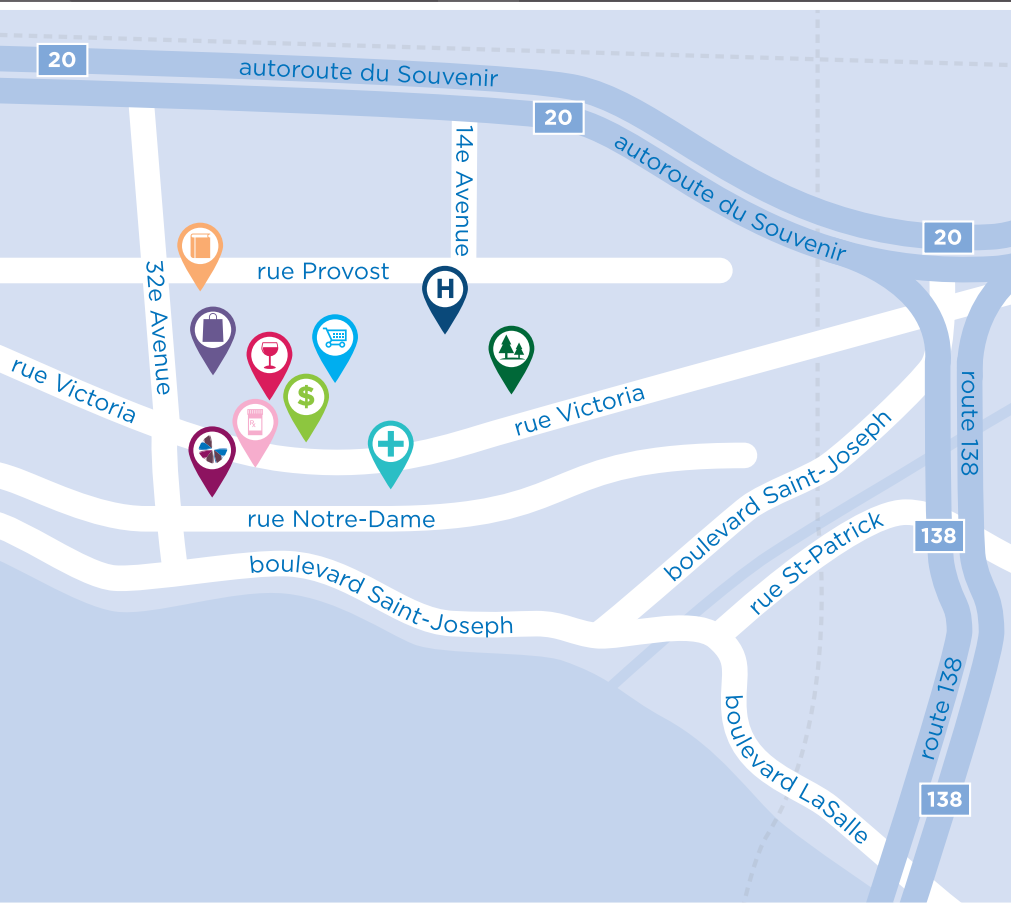 20
autoroute du Souvenir
20
autoroute du Souvenir
20
14e Avenue
32e Avenue
rue Provost
H
$
rue Victoria
rue Victoria
route 138
boulevard Saint-Joseph
rue Notre-Dame
rue St-Patrick
138
boulevard Saint-Joseph
route 138
boulevard LaSalle
138